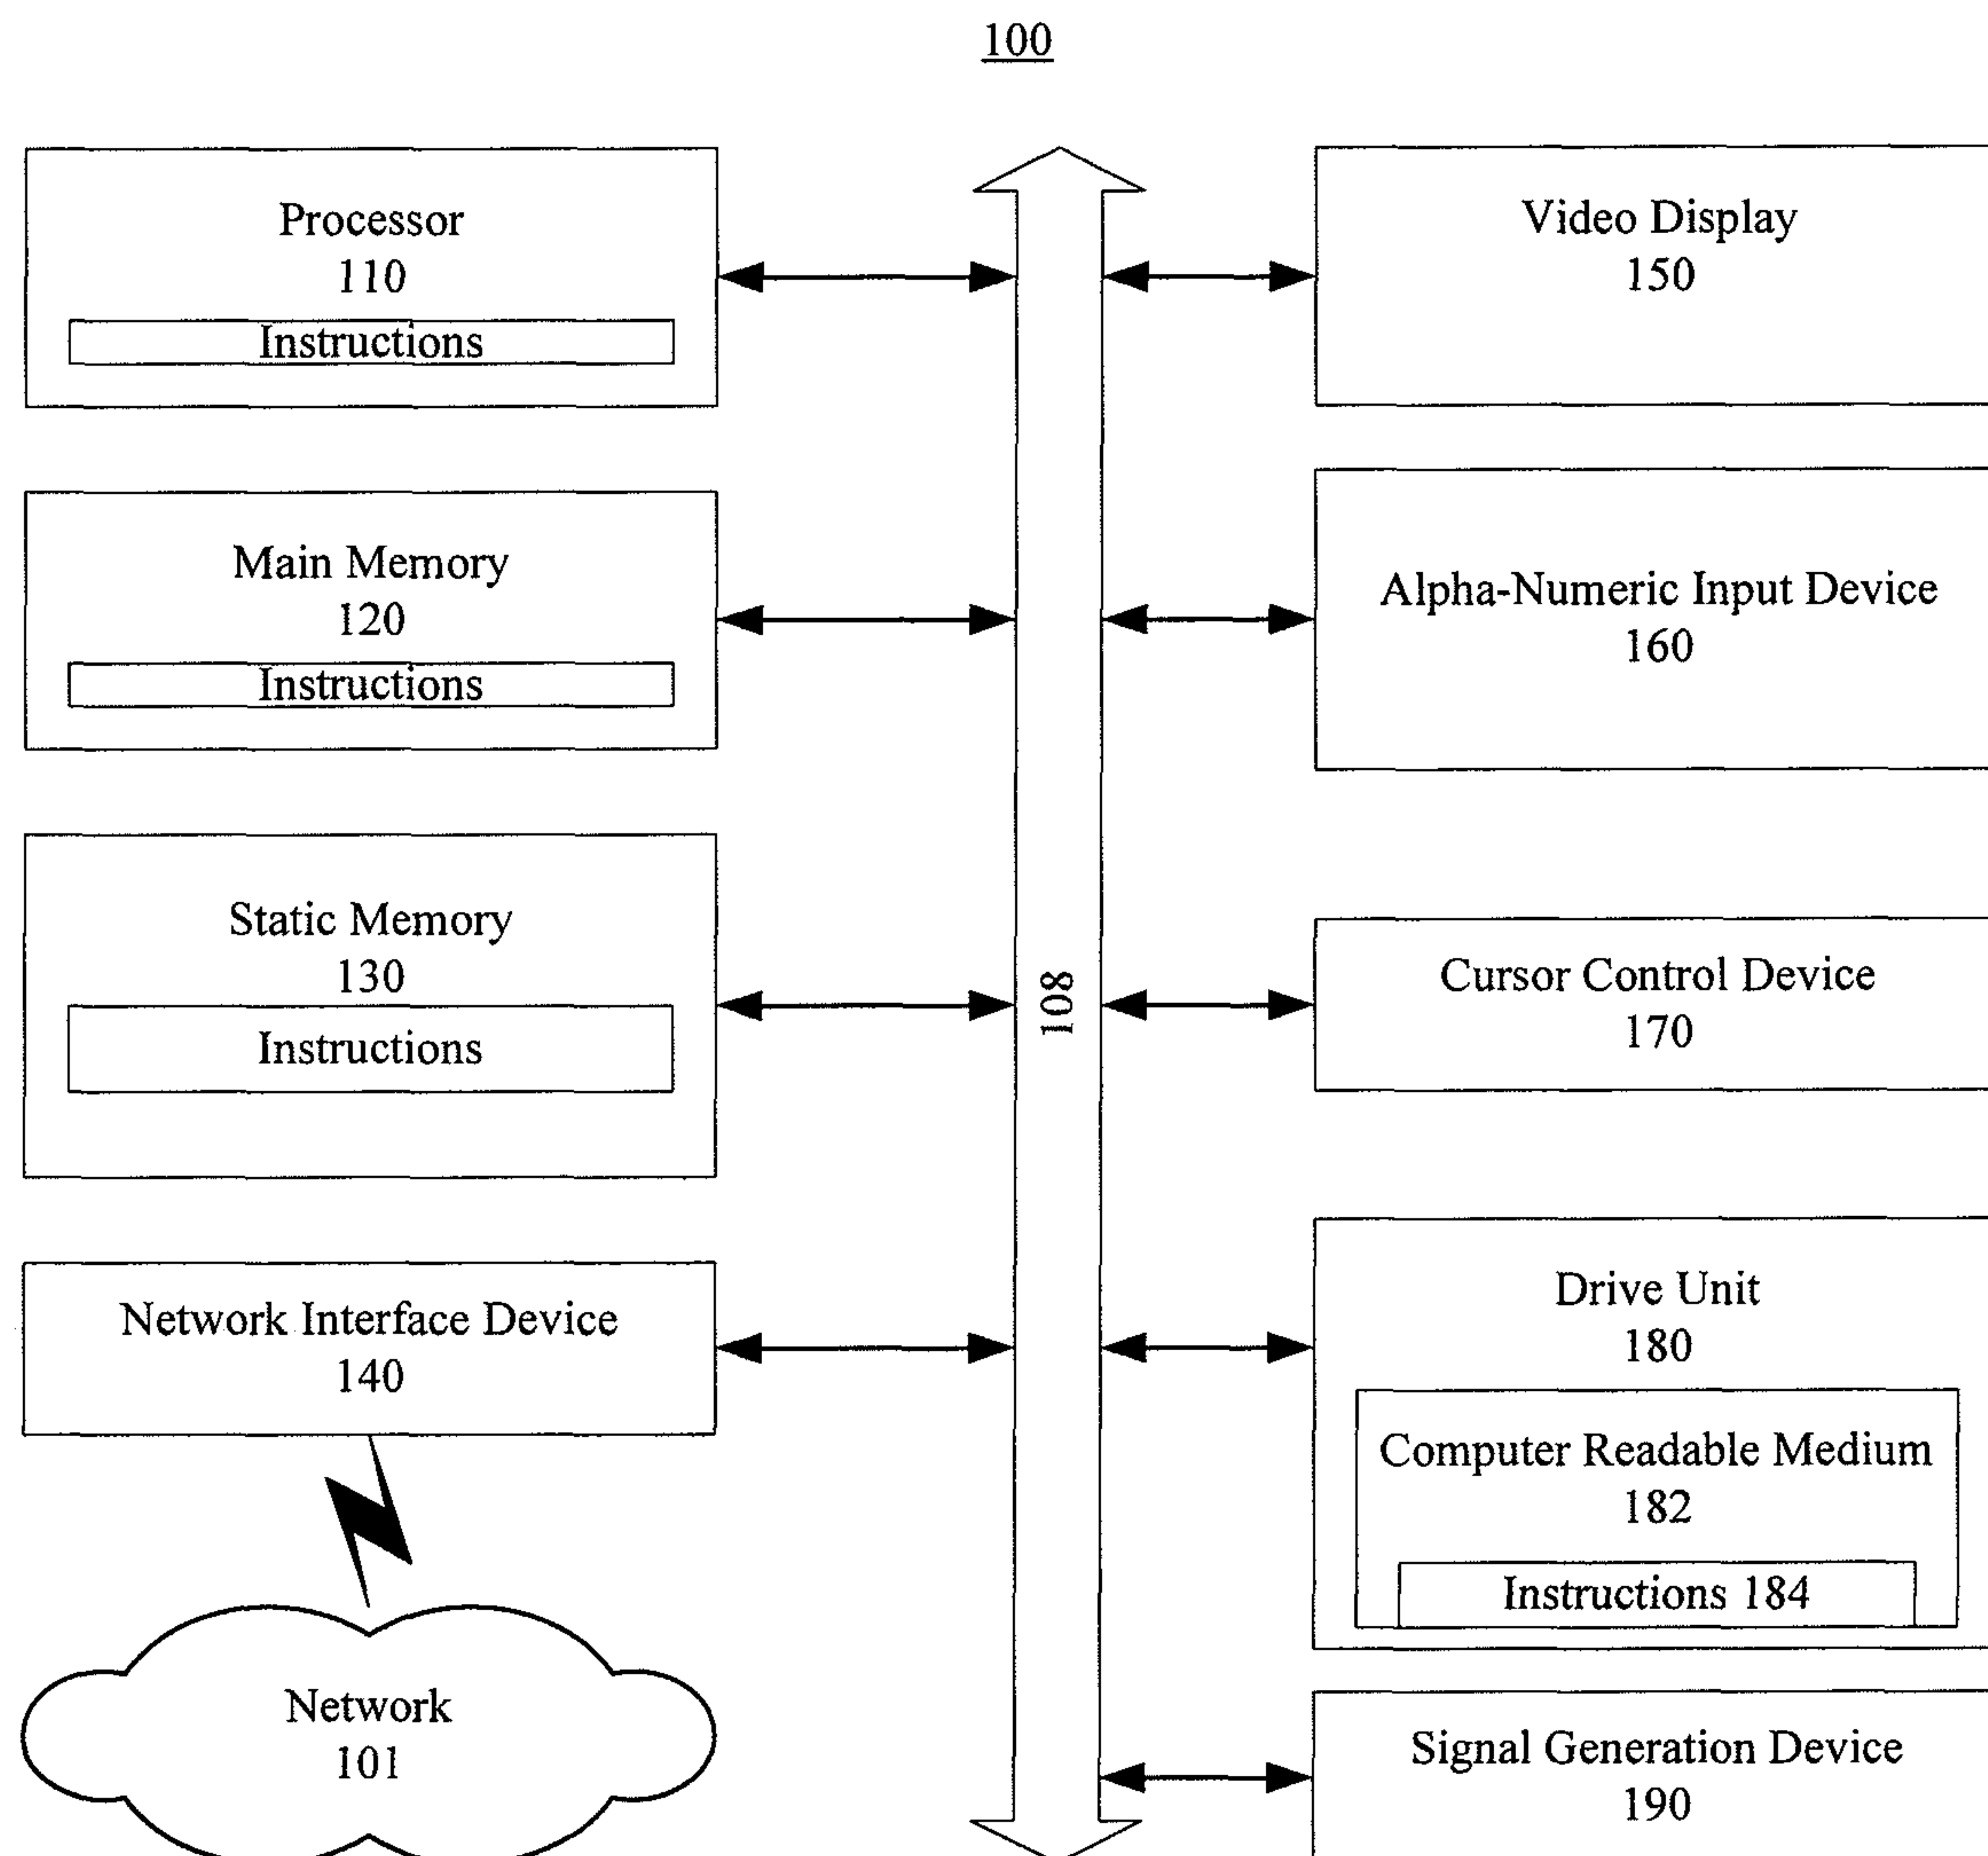 100
Processor
110
Instructions
Main Memory
120
Instructions
Static Memory
130
Instructions
Network Interface Device
140
Network
101
108
Video Display
150
Alpha-Numeric Input Device
160
Cursor Control Device
170
Drive Unit
180
Computer Readable Medium
182
Instructions 184
Signal Generation Device
190